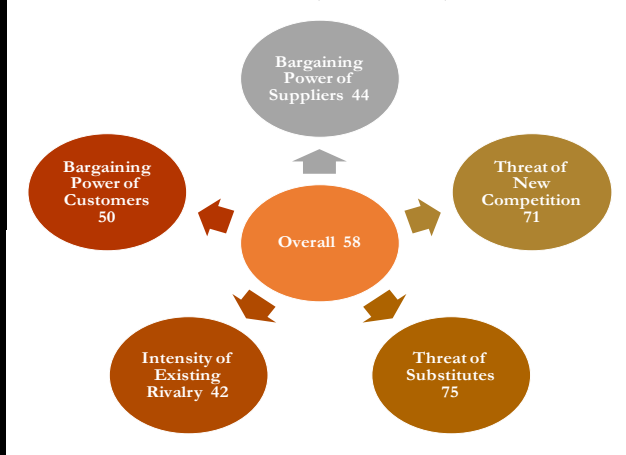 Bargaining
Power of
Suppliers 44
Bargaining
Power of
Customers
50
Threat of
New
Competition
71
Overall 58
Intensity of
Existing
Rivalry 42
Threat of
Substitutes
75